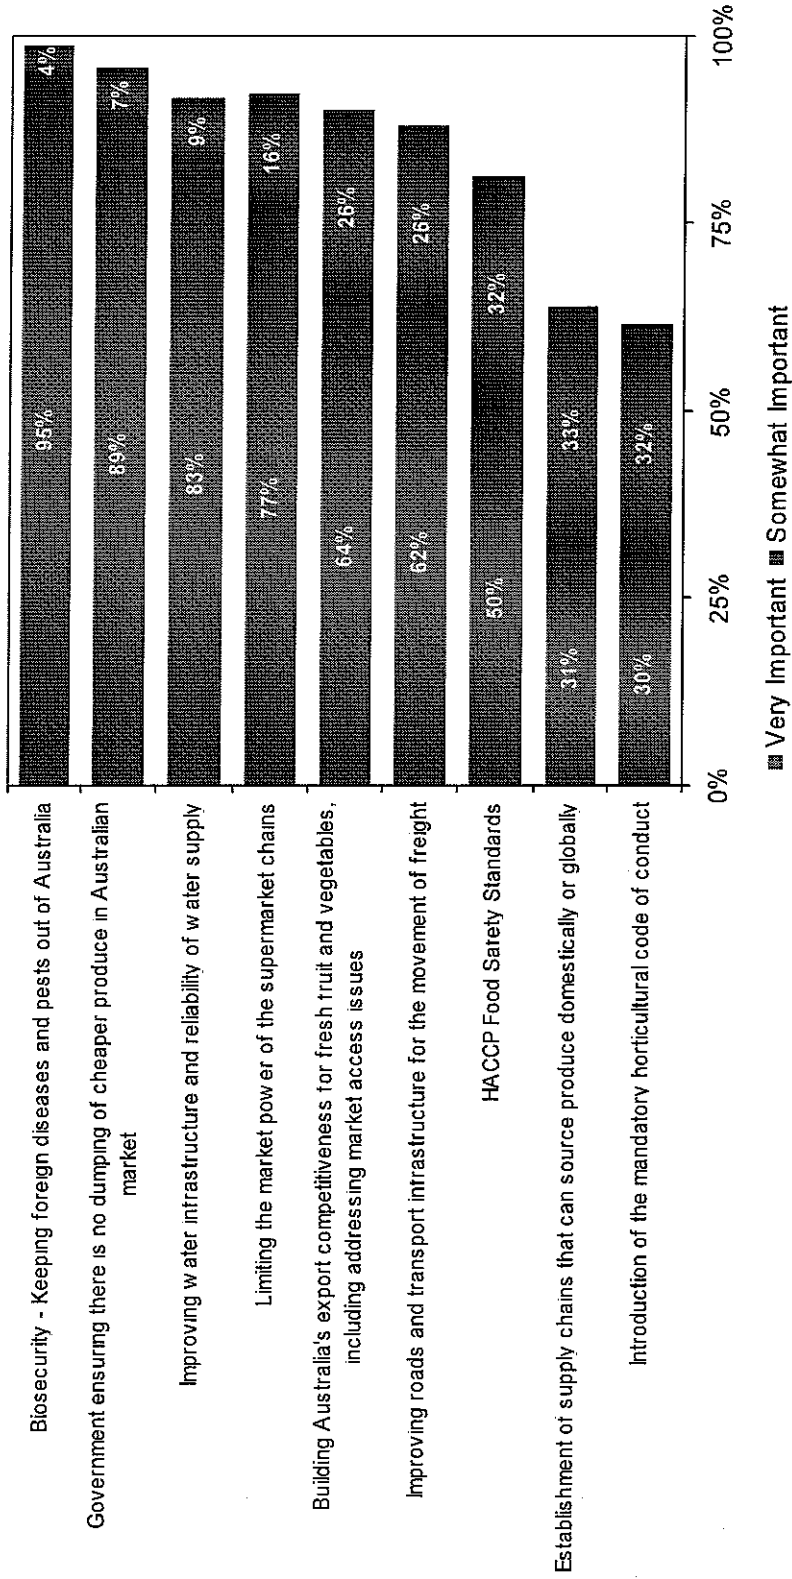 Biosecurity - Keeping foreign diseases and pests out of Australia
95% 4%
Government ensuring there is no dumping of cheaper produce in Australian
market
89% 7%
Improving water infrastructure and reliability of water supply
83% 9%
Limiting the market power of the supermarket chains
77% 16%
Building Australia's export competitiveness for fresh fruit and vegetables,
including addressing market access issues
64% 26%
Improving roads and transport infrastructure for the movement of freight
62% 26%
HACCP Food Safety Standards
50% 32%
Establishment of supply chains that can source produce domestically or globally
31% 33%
Introduction of the mandatory horticultural code of conduct
30% 32%
0% 25% 50% 75% 100%
Very Important Somewhat Important